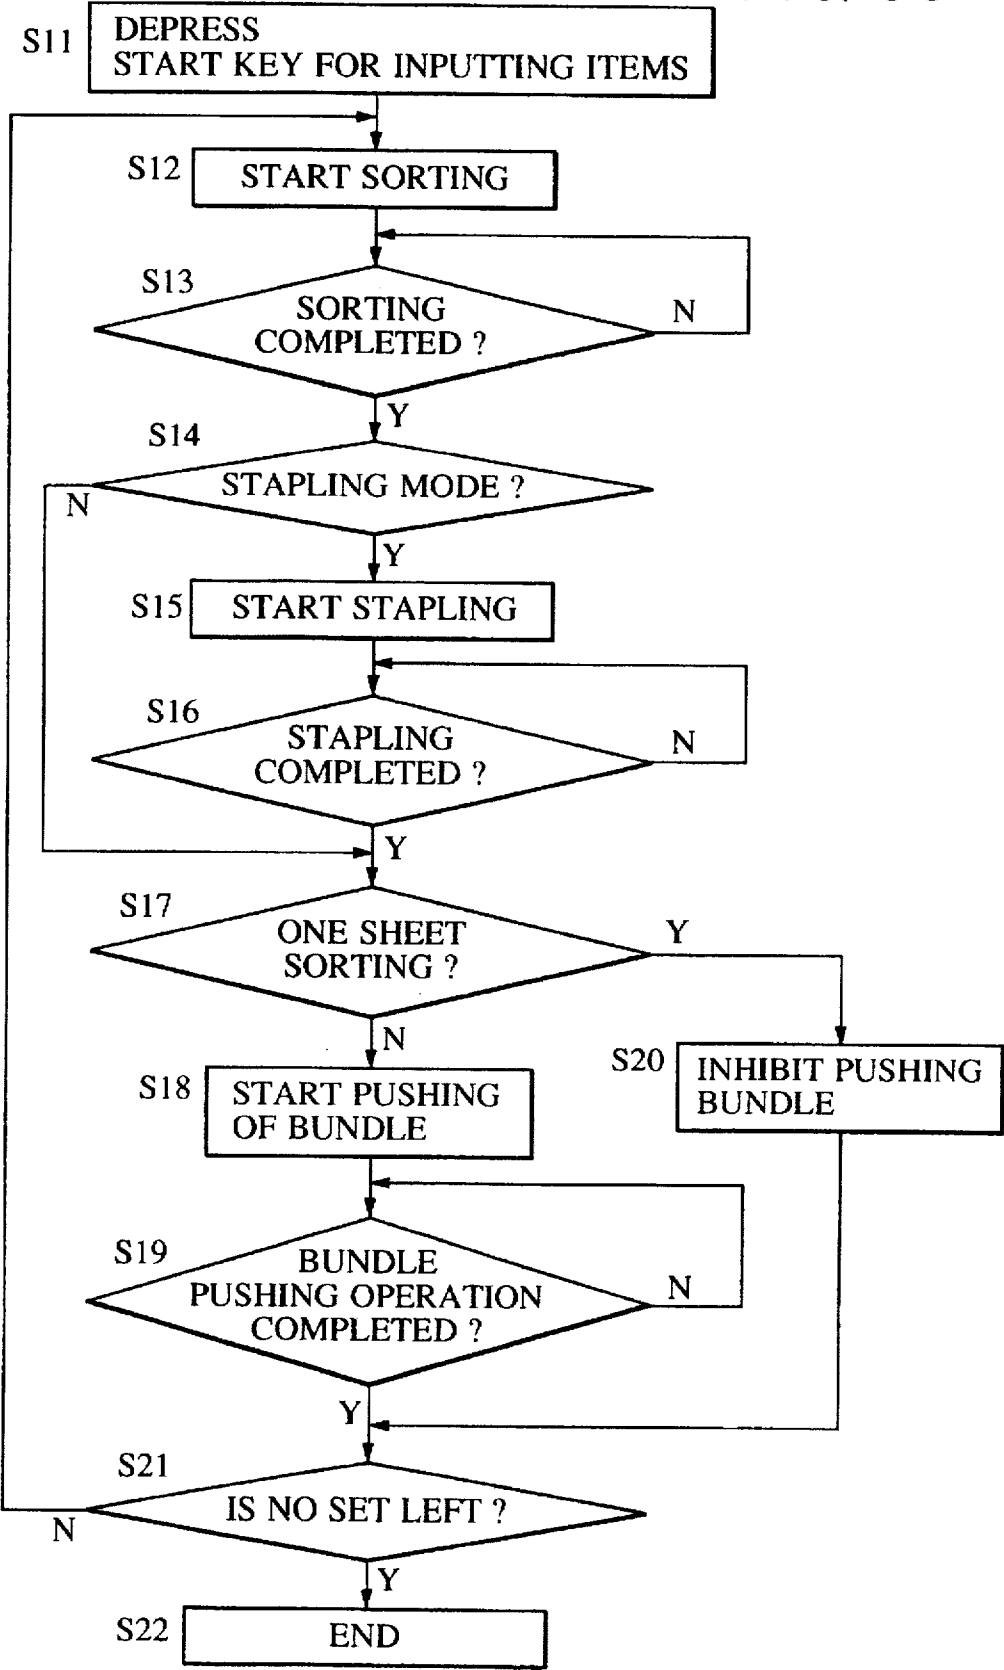 S11
DEPRESS
START KEY FOR INPUTTING ITEMS
S12
START SORTING
S13
SORTING
COMPLETED ?
N
Y
S14
STAPLING MODE ?
N
Y
S15
START STAPLING
S16
STAPLING
COMPLETED ?
N
Y
S17
ONE SHEET
SORTING ?
Y
N
S18
START PUSHING
OF BUNDLE
S20
INHIBIT PUSHING
BUNDLE
S19
BUNDLE
PUSHING OPERATION
COMPLETED ?
N
Y
S21
IS NO SET LEFT ?
N
Y
S22
END